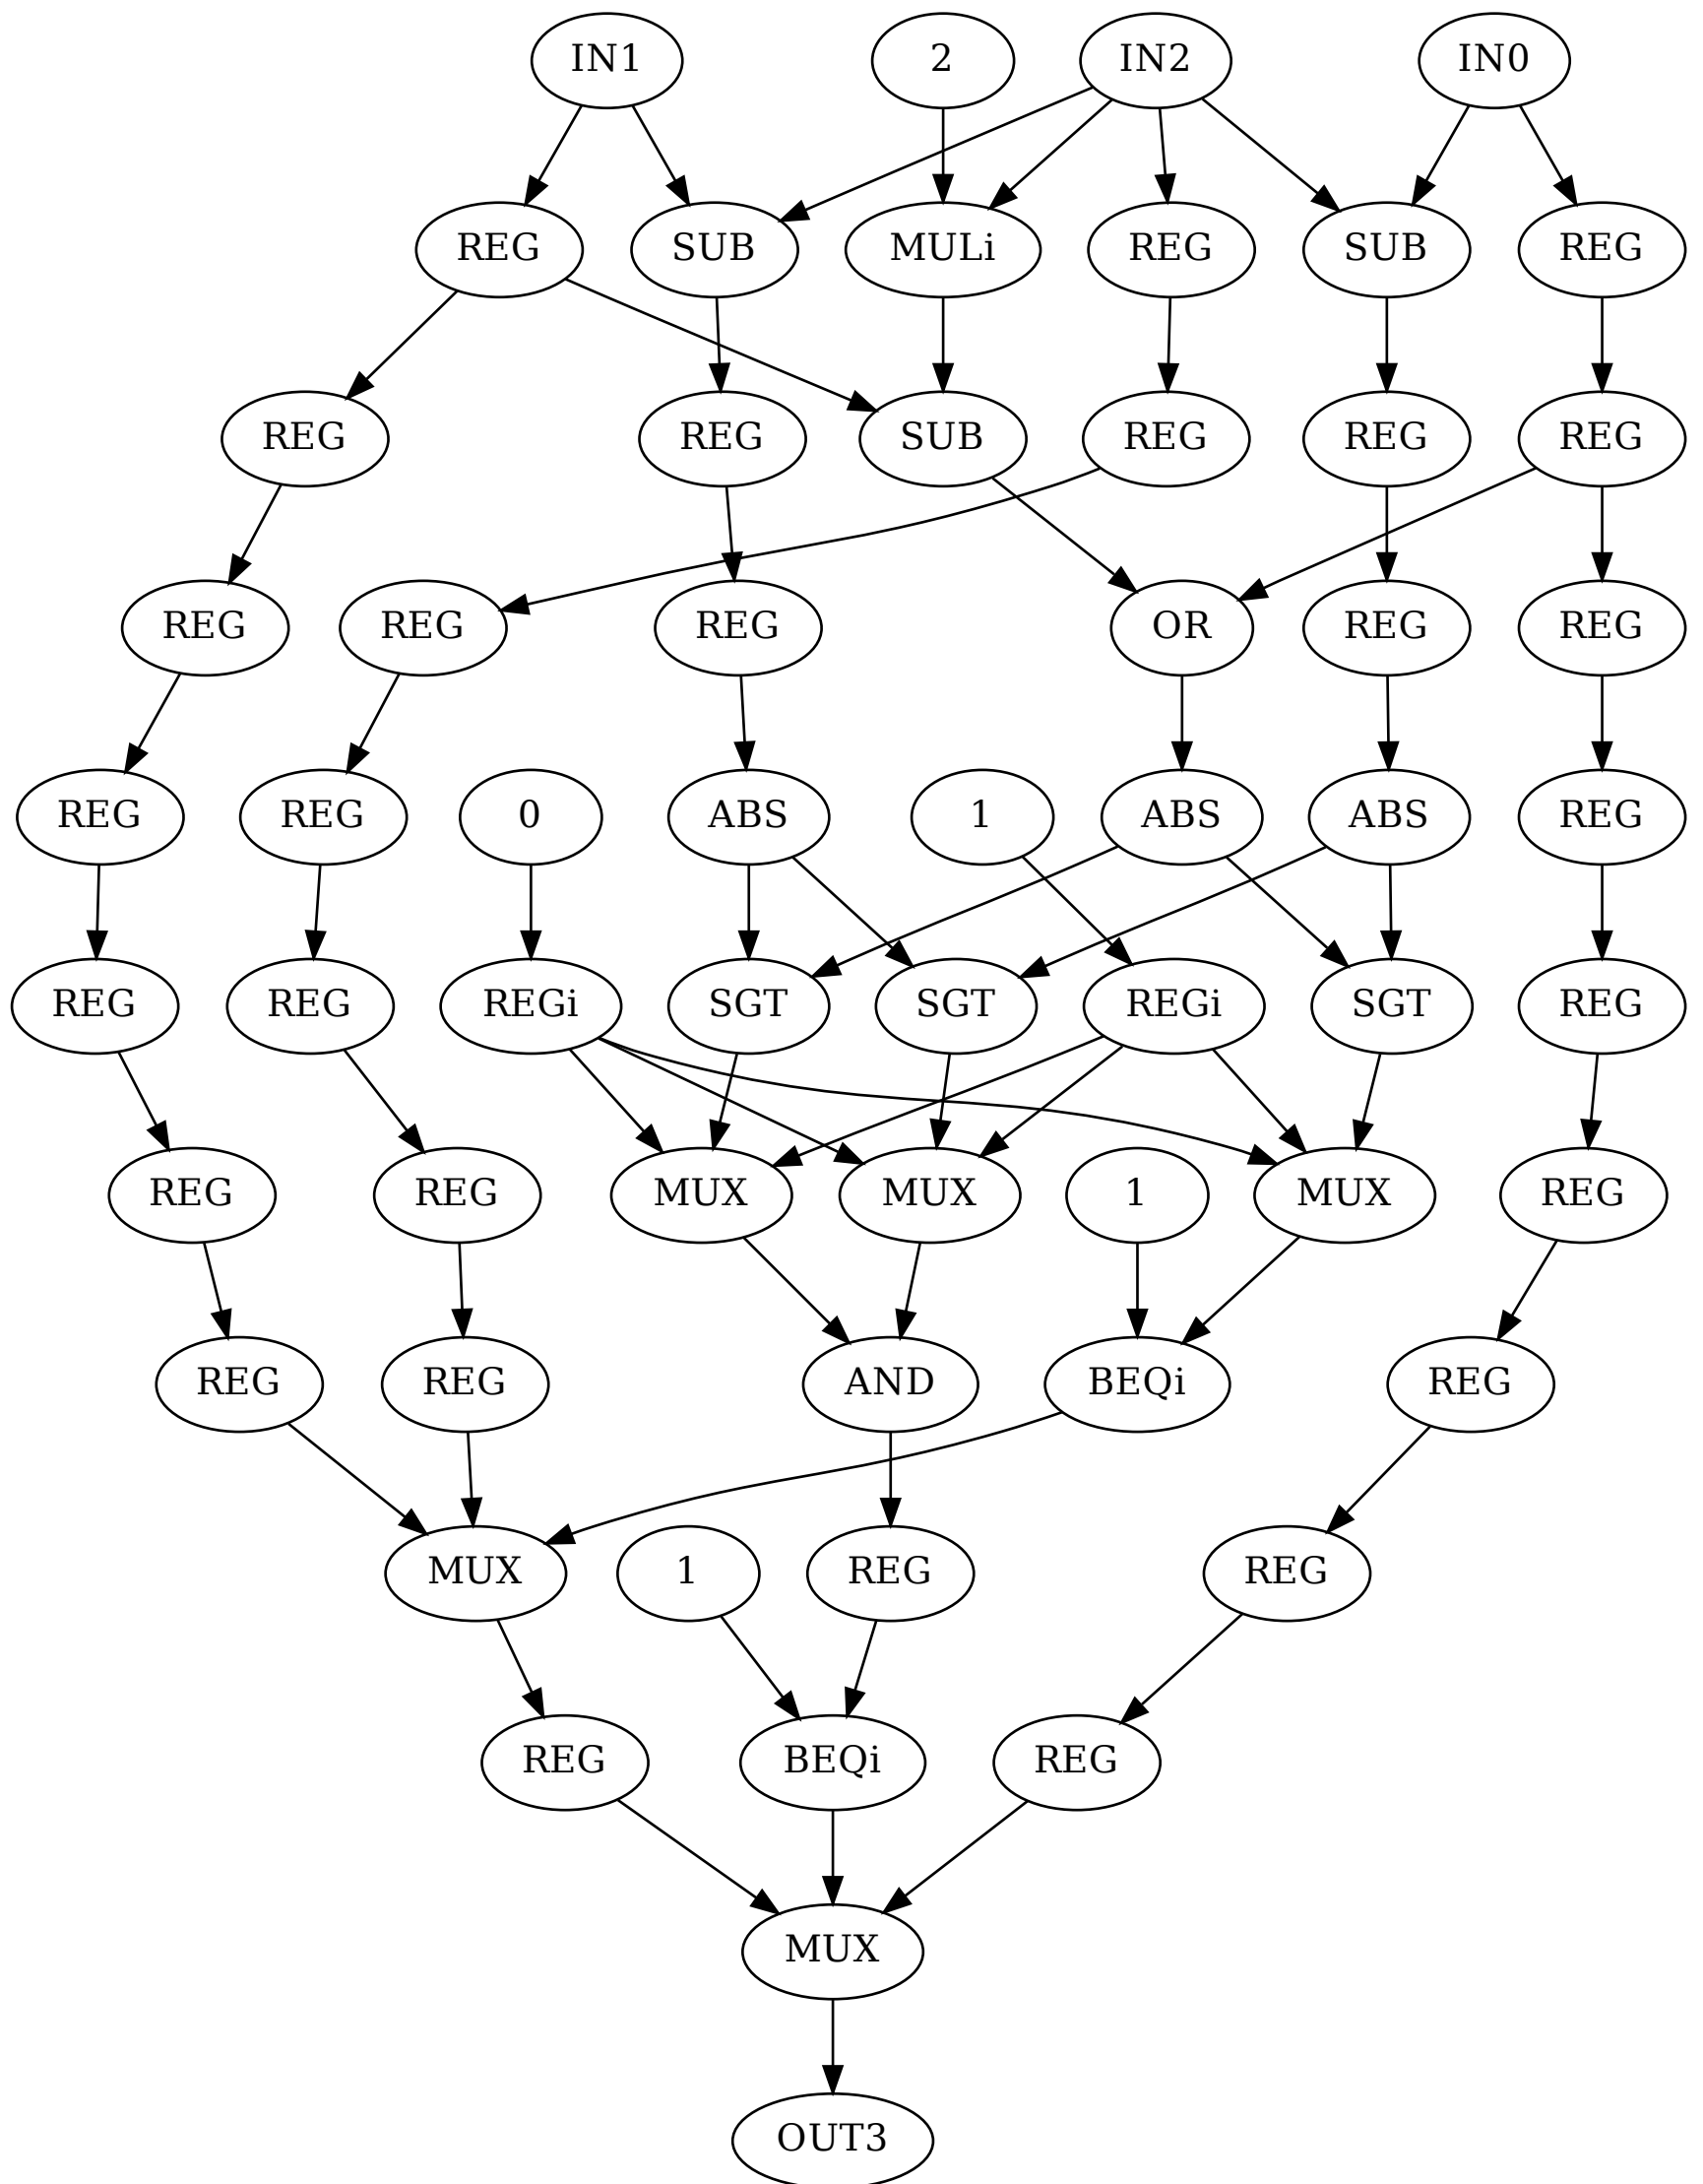 IN1 2 IN2 IN0
REG SUB MULi REG SUB REG
REG REG SUB REG REG REG
REG REG REG OR REG REG
REG REG 0 ABS 1 ABS ABS REG
REG REG REGi SGT SGT REGi SGT REG
REG REG MUX MUX 1 MUX REG
REG REG AND BEQi REG
MUX 1 REG REG
REG BEQi REG
MUX
OUT3